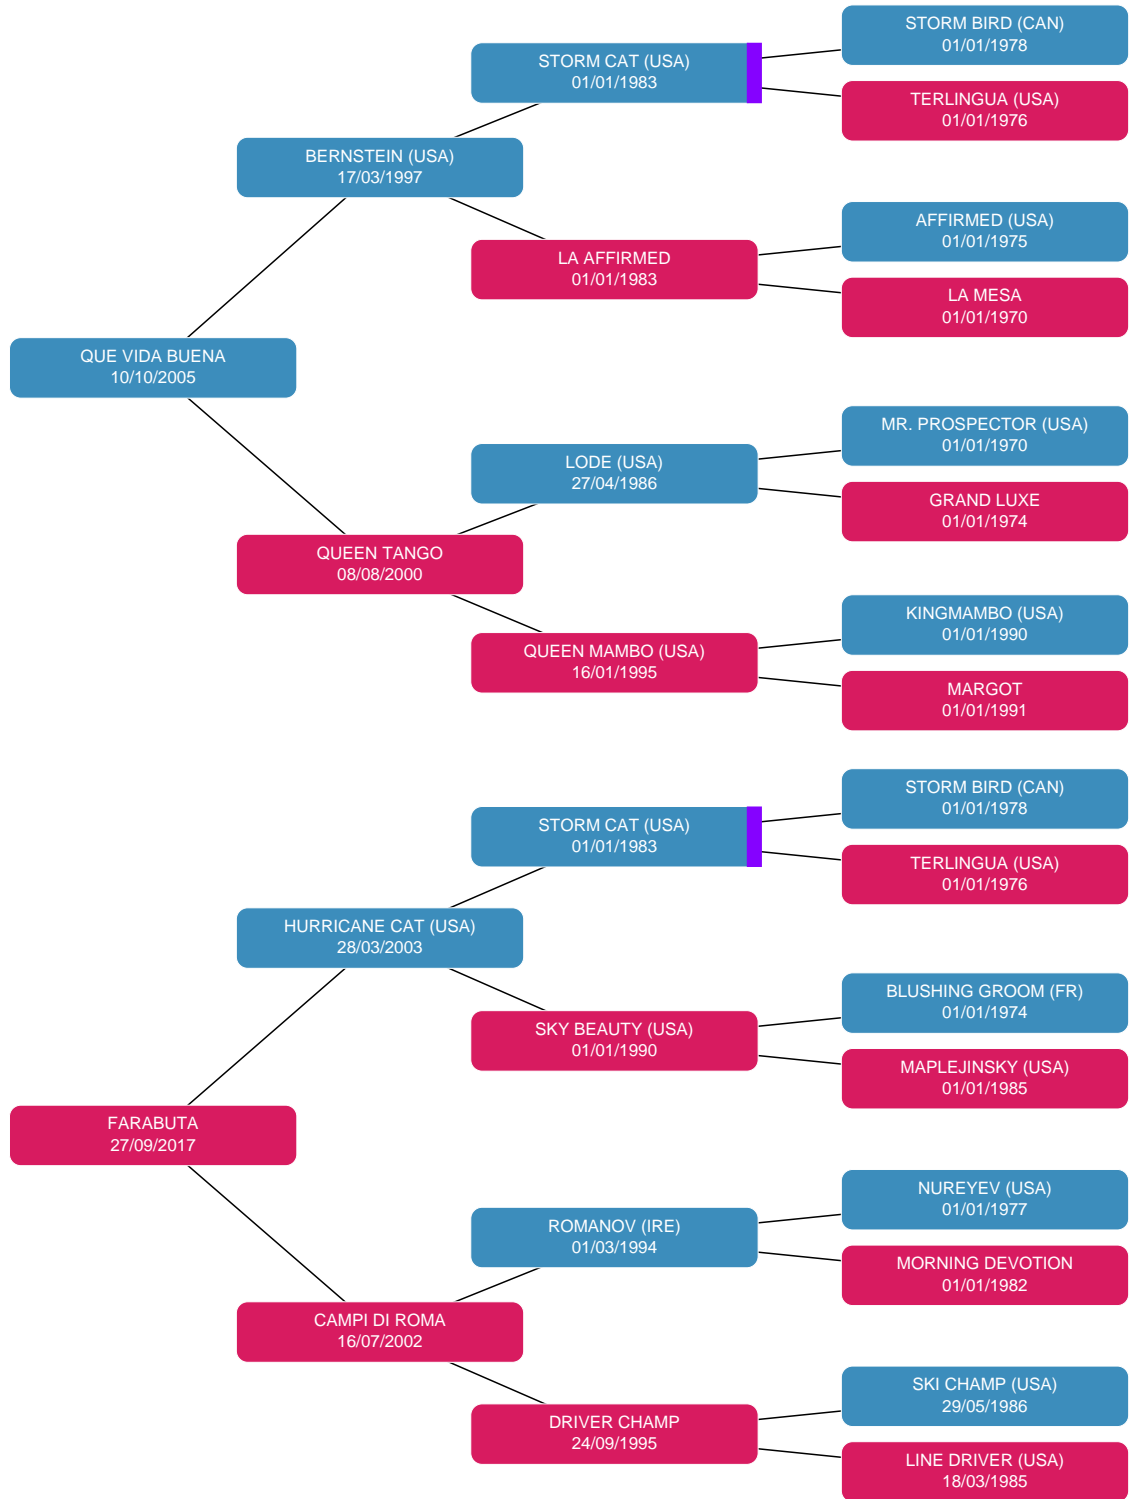 STORM BIRD (CAN)
01/01/1978
STORM CAT (USA)
01/01/1983
TERLINGUA (USA)
01/01/1976
BERNSTEIN (USA)
17/03/1997
AFFIRMED (USA)
01/01/1975
LA AFFIRMED
01/01/1983
LA MESA
01/01/1970
QUE VIDA BUENA
10/10/2005
MR. PROSPECTOR (USA)
01/01/1970
LODE (USA)
27/04/1986
GRAND LUXE
01/01/1974
QUEEN TANGO
08/08/2000
KINGMAMBO (USA)
01/01/1990
QUEEN MAMBO (USA)
16/01/1995
MARGOT
01/01/1991
STORM BIRD (CAN)
01/01/1978
STORM CAT (USA)
01/01/1983
TERLINGUA (USA)
01/01/1976
HURRICANE CAT (USA)
28/03/2003
BLUSHING GROOM (FR)
01/01/1974
SKY BEAUTY (USA)
01/01/1990
MAPLEJINSKY (USA)
01/01/1985
FARABUTA
27/09/2017
NUREYEV (USA)
01/01/1977
ROMANOV (IRE)
01/03/1994
MORNING DEVOTION
01/01/1982
CAMPI DI ROMA
16/07/2002
SKI CHAMP (USA)
29/05/1986
DRIVER CHAMP
24/09/1995
LINE DRIVER (USA)
18/03/1985